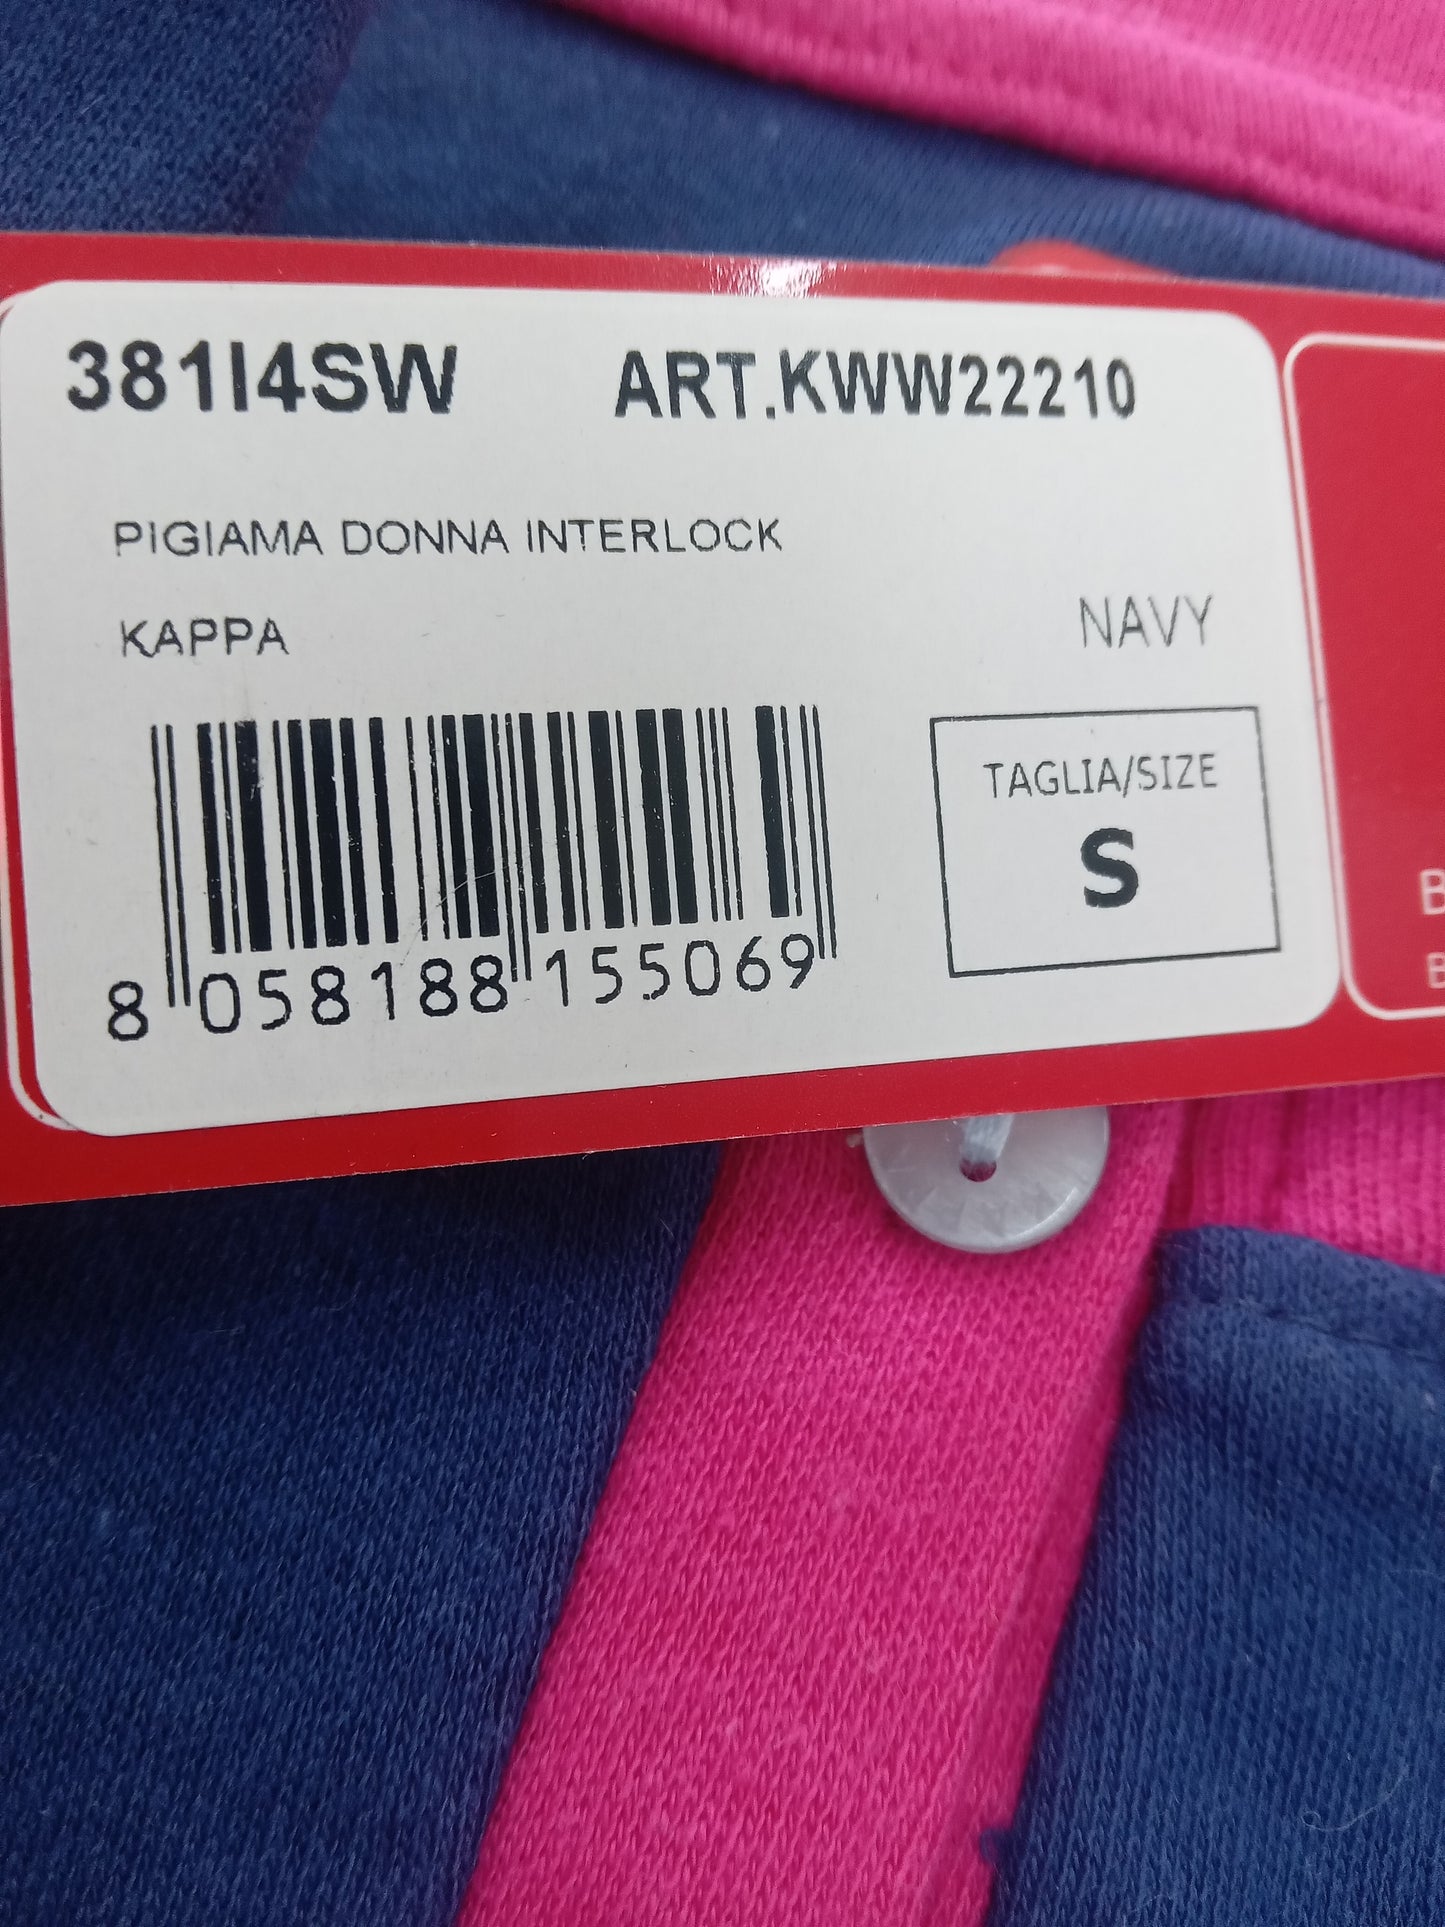 381I4SW ART.KWW22210
PIGIAMA DONNA INTERLOCK
KAPPA NAVY
TAGLIA/SIZE
S
8 058188 155069